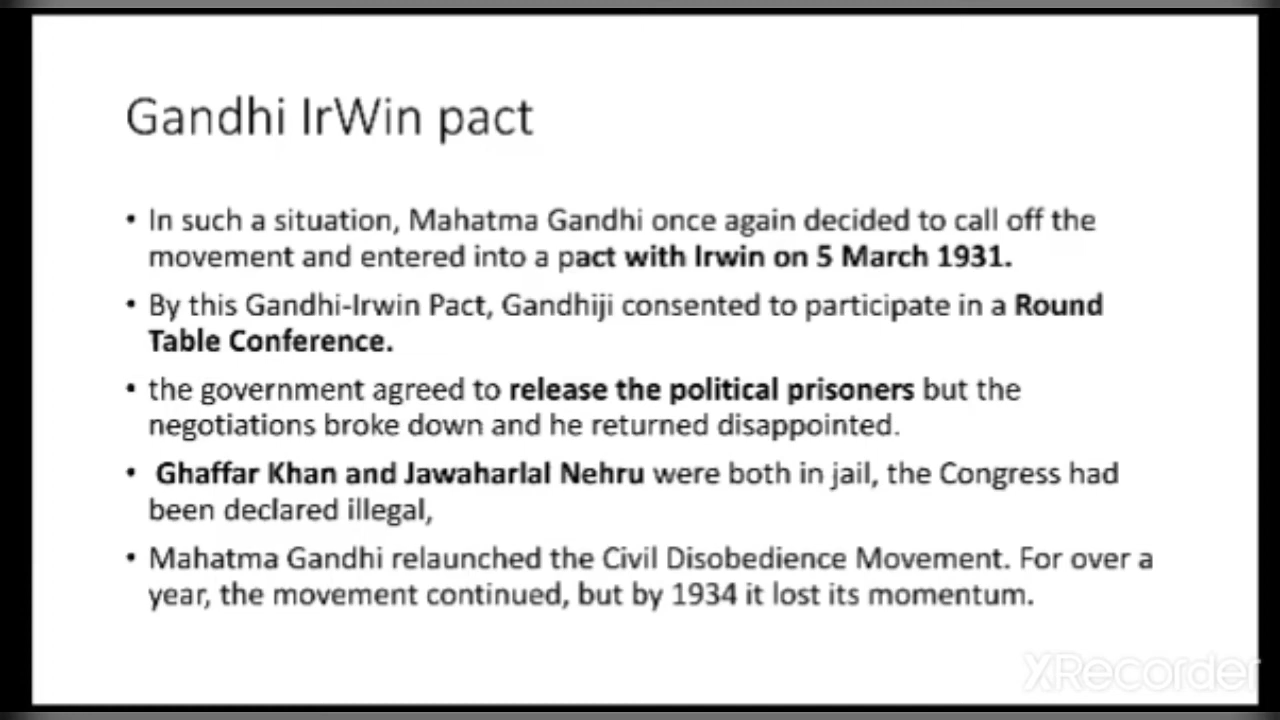 Gandhi IrWin pact
• In such a situation, Mahatma Gandhi once again decided to call off the
movement and entered into a pact with Irwin on 5 March 1931.
• By this Gandhi-Irwin Pact, Gandhiji consented to participate in a Round
Table Conference.
• the government agreed to release the political prisoners but the
negotiations broke down and he returned disappointed.
• Ghaffar Khan and Jawaharlal Nehru were both in jail, the Congress had
been declared illegal,
• Mahatma Gandhi relaunched the Civil Disobedience Movement. For over a
year, the movement continued, but by 1934 it lost its momentum.
XRecorder